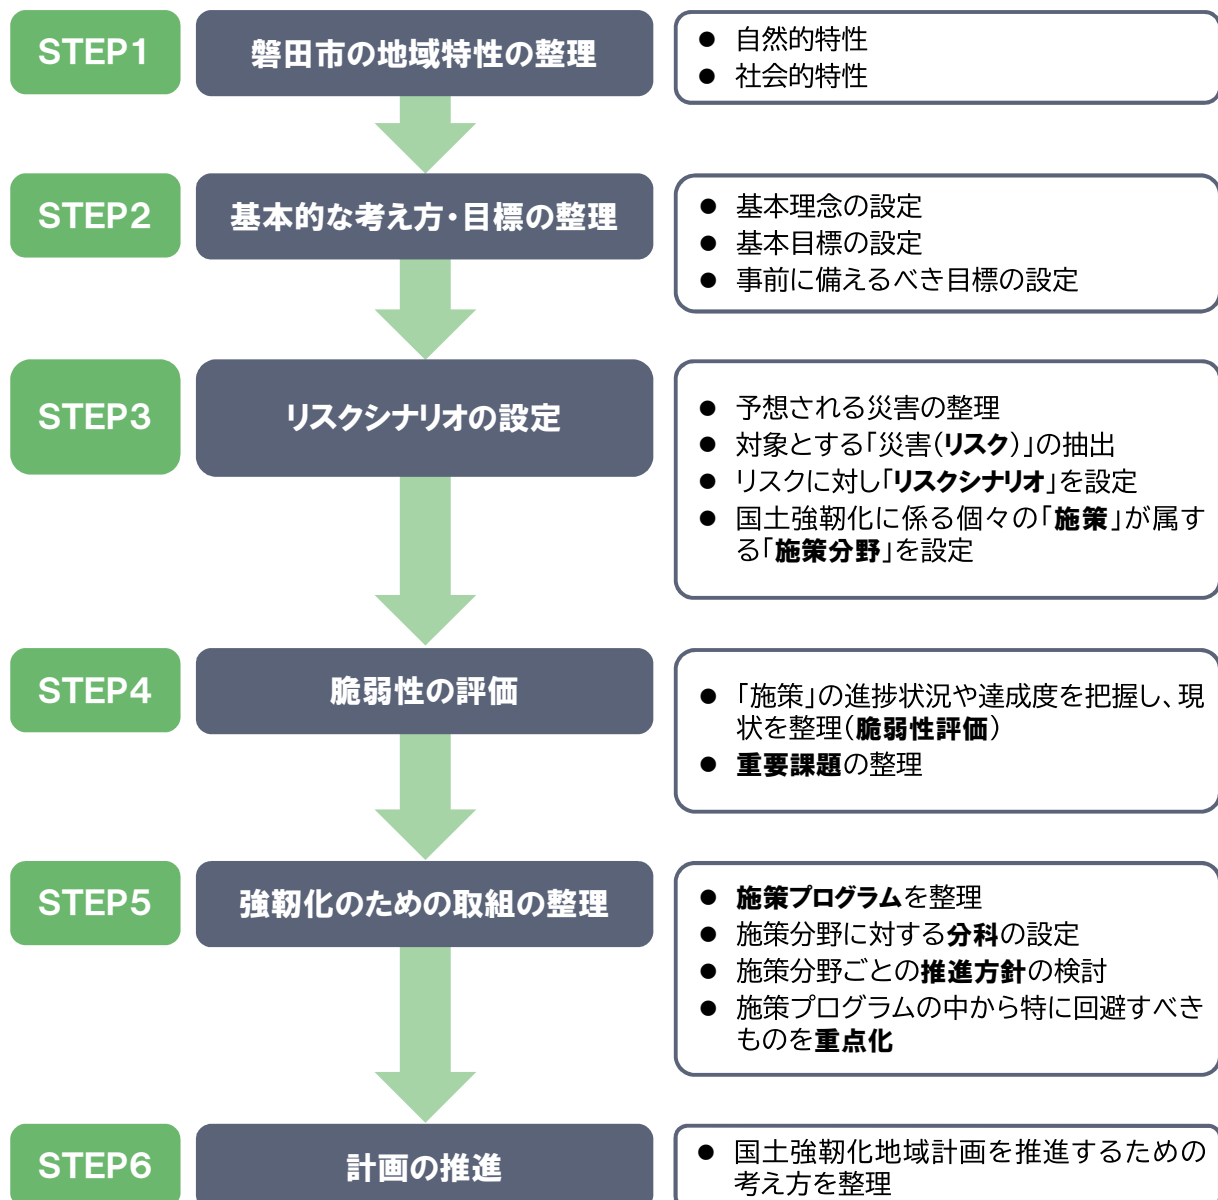 STEP1
磐田市の地域特性の整理
● 自然的特性
● 社会的特性
STEP2
基本的な考え方・目標の整理
● 基本理念の設定
● 基本目標の設定
● 事前に備えるべき目標の設定
STEP3
リスクシナリオの設定
● 予想される災害の整理
● 対象とする「災害(リスク)」の抽出
● リスクに対し「リスクシナリオ」を設定
● 国土強靭化に係る個々の「施策」が属す
る「施策分野」を設定
STEP4
脆弱性の評価
● 「施策」の進捗状況や達成度を把握し、現
状を整理(脆弱性評価)
● 重要課題の整理
STEP5
強靭化のための取組の整理
● 施策プログラムを整理
● 施策分野に対する分科の設定
● 施策分野ごとの推進方針の検討
● 施策プログラムの中から特に回避すべき
ものを重点化
STEP6
計画の推進
● 国土強靭化地域計画を推進するための
考え方を整理